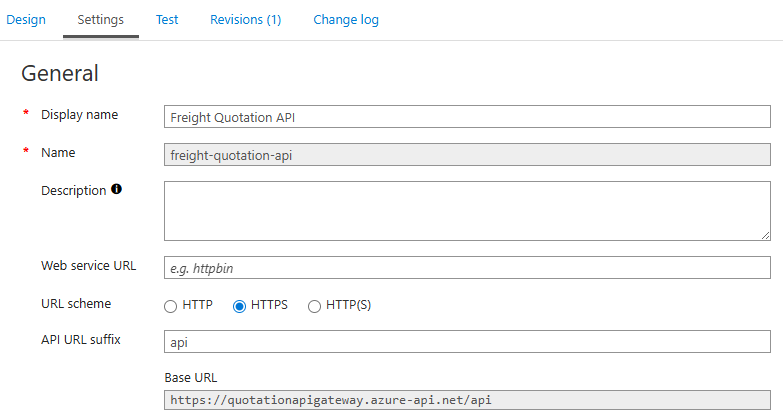 Design Settings Test Revisions (1) Change log
General
* Display name Freight Quotation API
* Name freight-quotation-api
Description
Web service URL e.g. httpbin
URL scheme HTTP HTTPS HTTP(S)
API URL suffix api
Base URL
https://quotationapigateway.azure-api.net/api